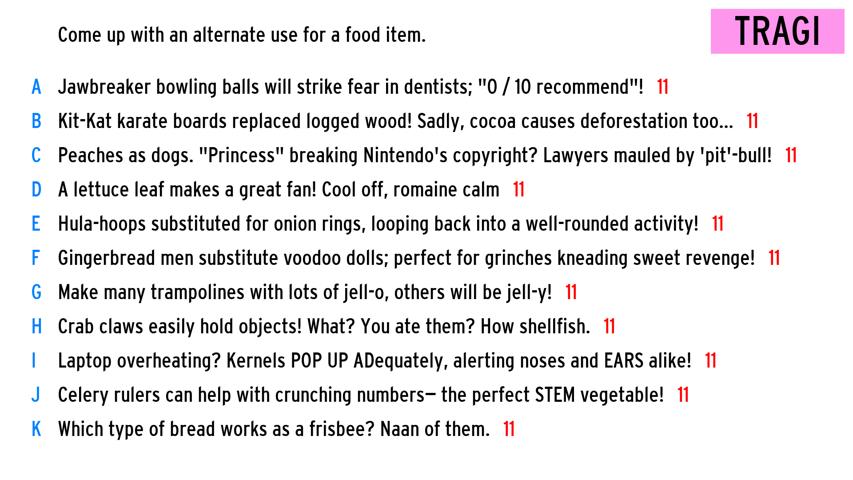 Come up with an alternate use for a food item.
TRAGI
A Jawbreaker bowling balls will strike fear in dentists; "0 / 10 recommend"! 11
B Kit-Kat karate boards replaced logged wood! Sadly, cocoa causes deforestation too... 11
C Peaches as dogs. "Princess" breaking Nintendo's copyright? Lawyers mauled by 'pit'-bull! 11
D A lettuce leaf makes a great fan! Cool off, romaine calm 11
E Hula-hoops substituted for onion rings, looping back into a well-rounded activity! 11
F Gingerbread men substitute voodoo dolls; perfect for grinches kneading sweet revenge! 11
G Make many trampolines with lots of jell-o, others will be jell-y! 11
H Crab claws easily hold objects! What? You ate them? How shellfish. 11
I Laptop overheating? Kernels POP UP ADequately, alerting noses and EARS alike! 11
J Celery rulers can help with crunching numbers— the perfect STEM vegetable! 11
K Which type of bread works as a frisbee? Naan of them. 11